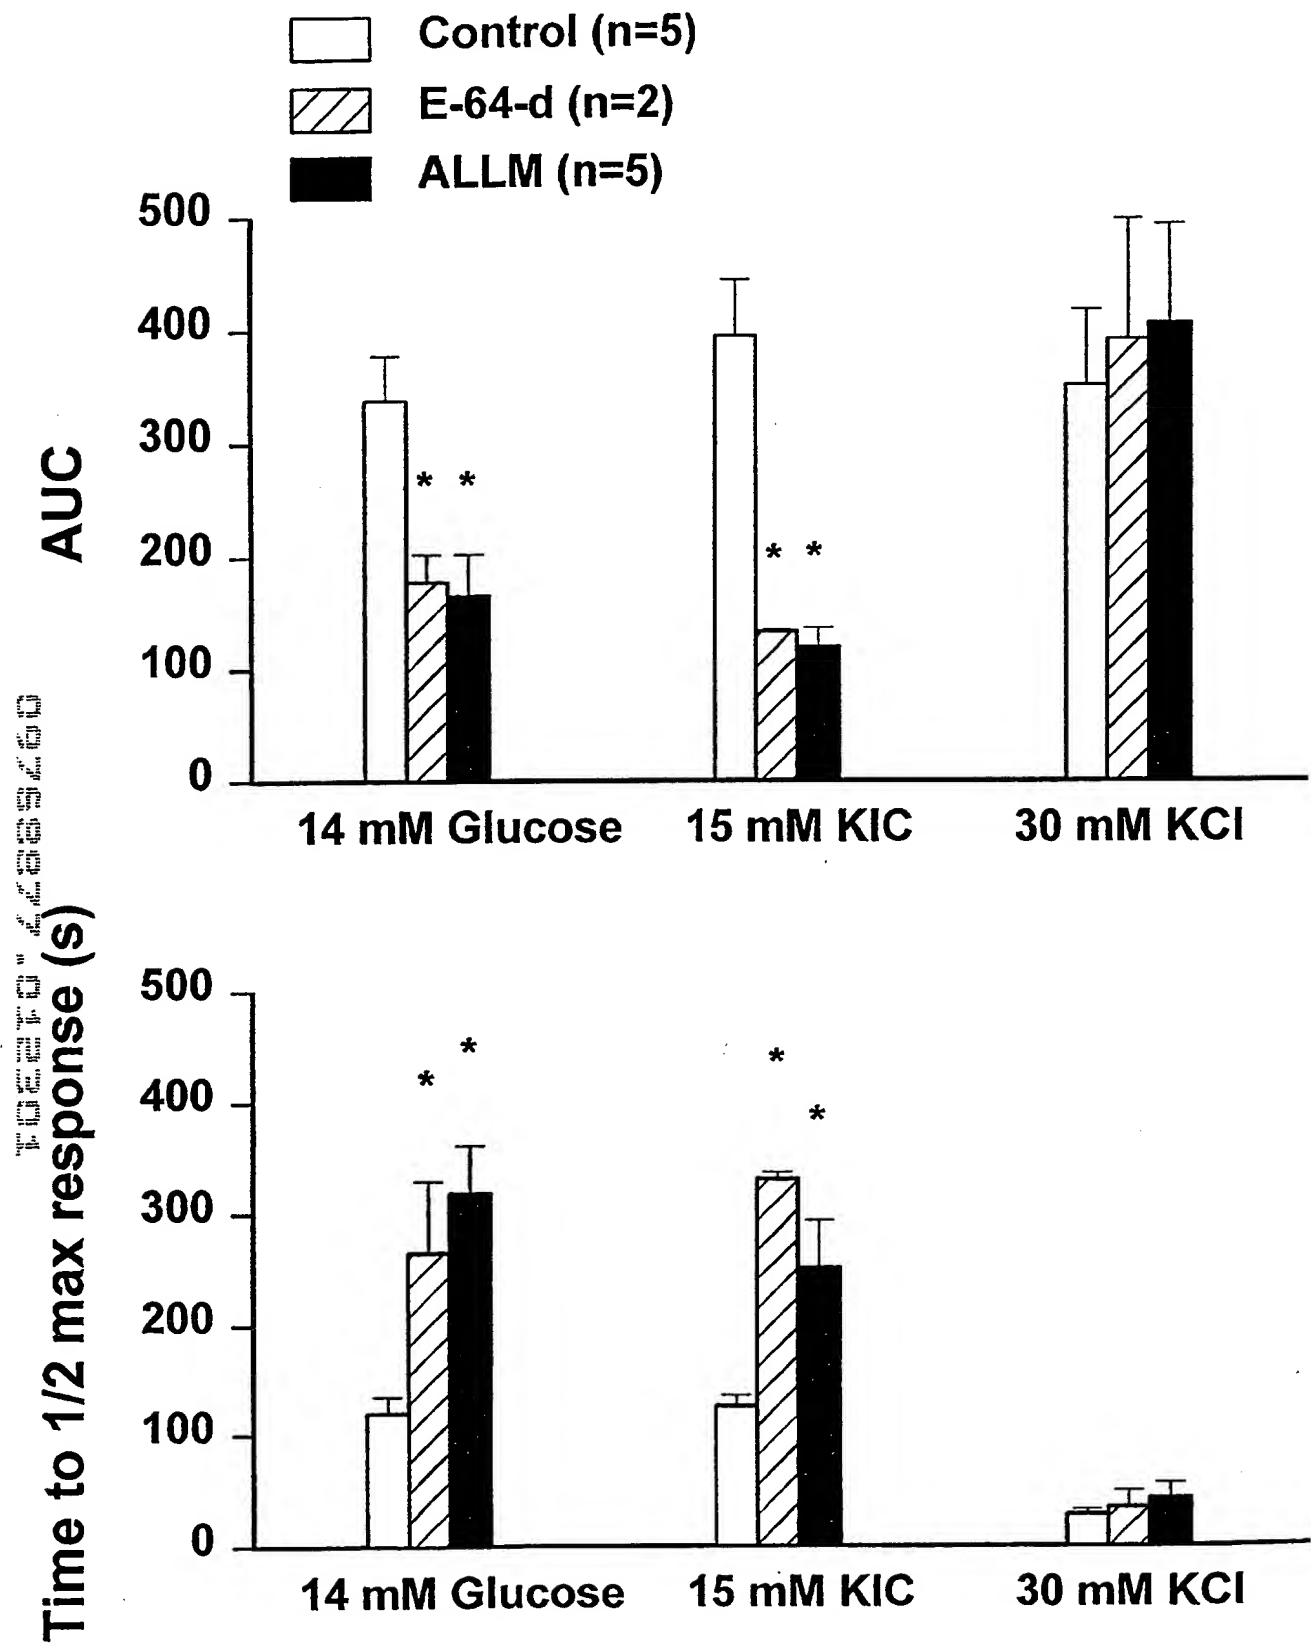 Control (n=5)
E-64-d (n=2)
ALLM (n=5)
AUC
500
400
300
200
100
0
* *
* *
14 mM Glucose
15 mM KIC
30 mM KCl
Time to 1/2 max response (s)
500
400
300
200
100
0
* *
* *
14 mM Glucose
15 mM KIC
30 mM KCl